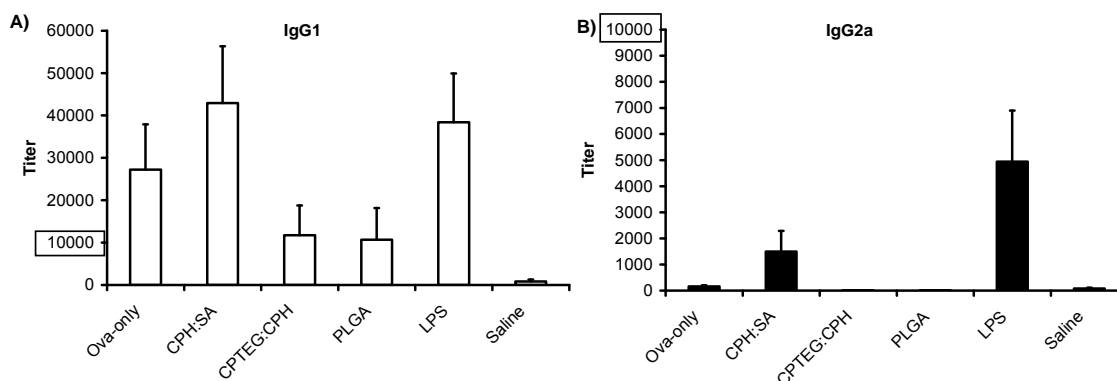 A)
IgG1
Titer
60000
50000
40000
30000
20000
10000
0
Ova-only
CPH:SA
CPTEG:CPH
PLGA
LPS
Saline
B)
IgG2a
Titer
10000
9000
8000
7000
6000
5000
4000
3000
2000
1000
0
Ova-only
CPH:SA
CPTEG:CPH
PLGA
LPS
Saline